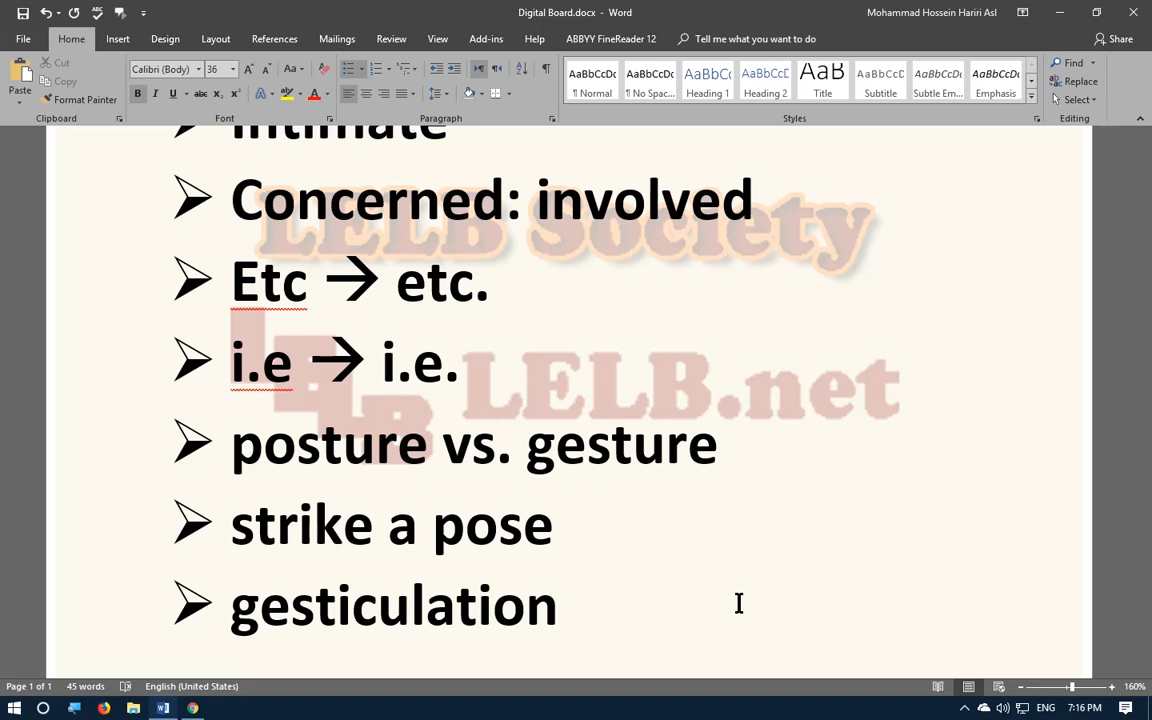 Digital Board.docx - Word
Mohammad Hossein Hariri Asl
File Home Insert Design Layout References Mailings Review View Add-ins Help ABBYY FineReader 12 Tell me what you want to do Share
Paste
Cut
Copy
Format Painter
Clipboard
Calibri (Body) 36
Font
Paragraph
AaBbCcDc AaBbCcDc AaBbCc AaBbCcD AaB AaBbCcD AaBbCcDc AaBbCcDc
¶ Normal ¶ No Spac... Heading 1 Heading 2 Title Subtitle Subtle Em... Emphasis
Styles
Find
Replace
Select
Editing
intimate
Concerned: involved
LELB Society
Etc → etc.
i.e → i.e.
LELB
LELB.net
posture vs. gesture
strike a pose
gesticulation
Page 1 of 1 45 words English (United States) 160%
ENG 7:16 PM